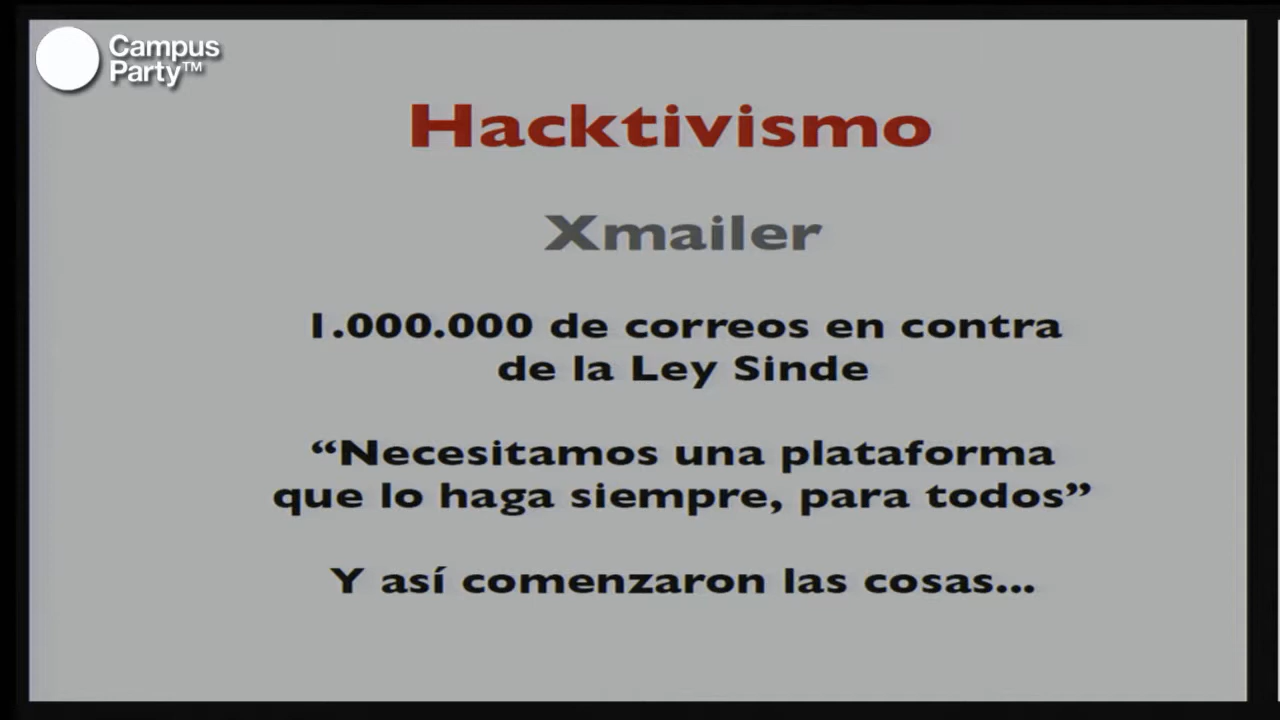 Campus
Party™
Hacktivismo
Xmailer
1.000.000 de correos en contra
de la Ley Sinde
“Necesitamos una plataforma
que lo haga siempre, para todos”
Y así comenzaron las cosas...